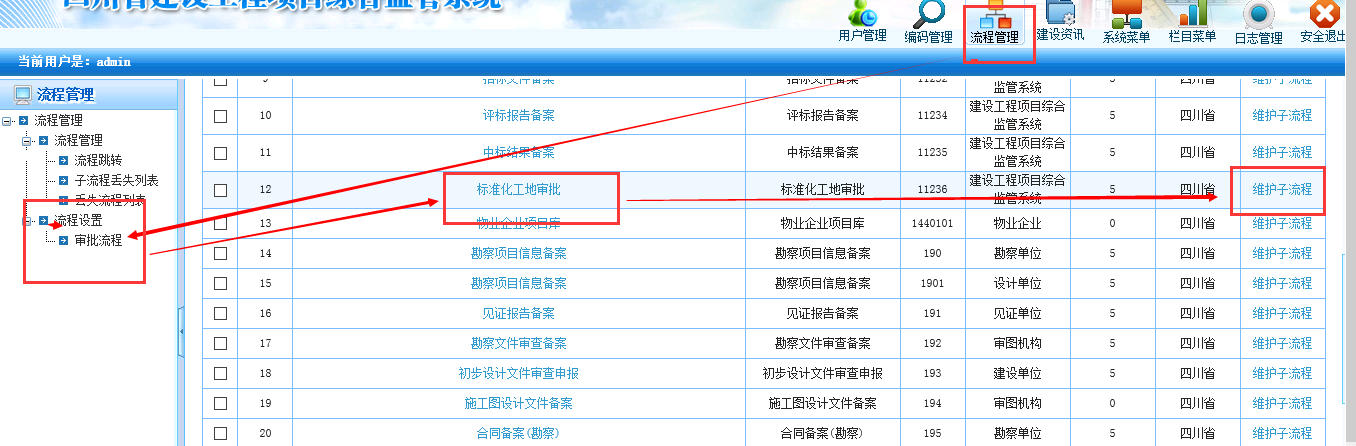 四川省建设工程项目综合监管系统
用户管理 编码管理 流程管理 建设资讯 系统菜单 栏目菜单 日志管理 安全退出
当前用户是：admin
流程管理
流程管理
流程管理
流程跳转
子流程丢失列表
丢失流程列表
流程设置
审批流程
9 招标文件备案 招标文件备案 11232 监管系统 5 四川省 维护子流程
10 评标报告备案 评标报告备案 11234 建设工程项目综合监管系统 5 四川省 维护子流程
11 中标结果备案 中标结果备案 11235 建设工程项目综合监管系统 5 四川省 维护子流程
12 标准化工地审批 标准化工地审批 11236 建设工程项目综合监管系统 5 四川省 维护子流程
13 物业企业项目库 物业企业项目库 1440101 物业企业 0 四川省 维护子流程
14 勘察项目信息备案 勘察项目信息备案 190 勘察单位 5 四川省 维护子流程
15 勘察项目信息备案 勘察项目信息备案 1901 设计单位 5 四川省 维护子流程
16 见证报告备案 见证报告备案 191 见证单位 5 四川省 维护子流程
17 勘察文件审查备案 勘察文件审查备案 192 审图机构 5 四川省 维护子流程
18 初步设计文件审查申报 初步设计文件审查申报 193 建设单位 5 四川省 维护子流程
19 施工图设计文件备案 施工图设计文件备案 194 审图机构 0 四川省 维护子流程
20 合同备案(勘察) 合同备案(勘察) 195 勘察单位 5 四川省 维护子流程